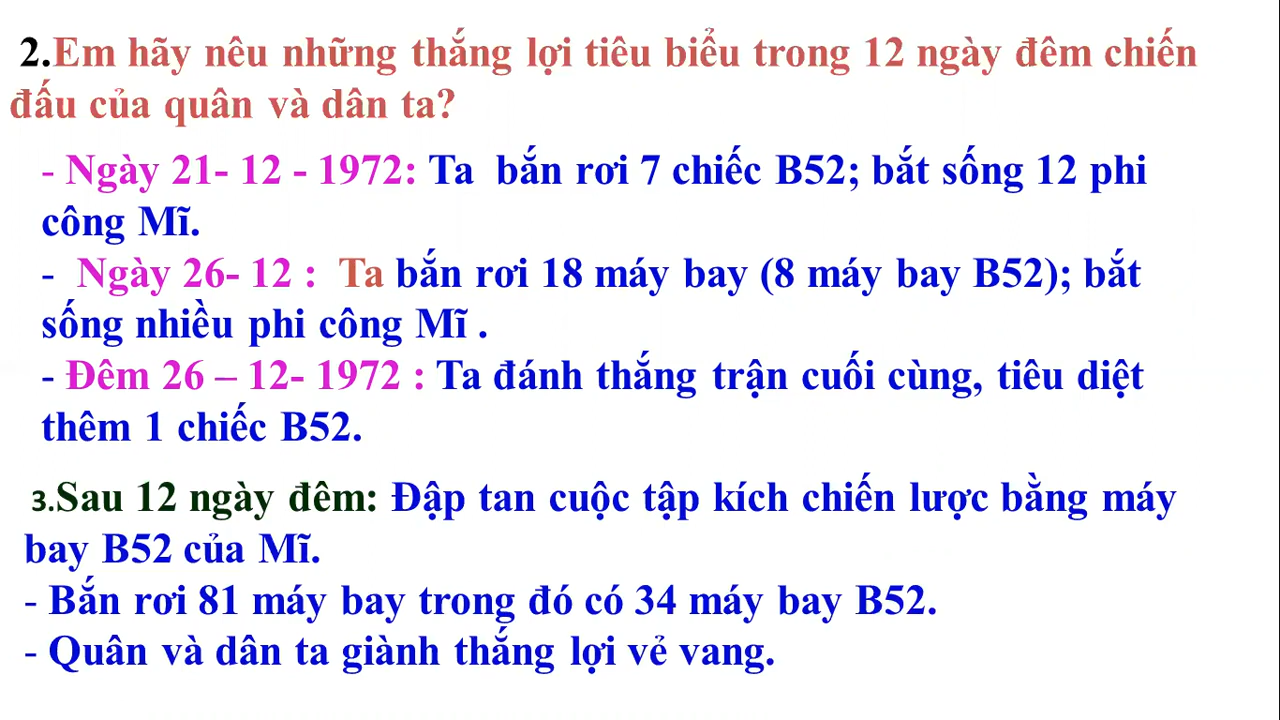 2.Em hãy nêu những thắng lợi tiêu biểu trong 12 ngày đêm chiến
đấu của quân và dân ta?
- Ngày 21- 12 - 1972: Ta bắn rơi 7 chiếc B52; bắt sống 12 phi
công Mĩ.
- Ngày 26- 12 : Ta bắn rơi 18 máy bay (8 máy bay B52); bắt
sống nhiều phi công Mĩ .
- Đêm 26 – 12- 1972 : Ta đánh thắng trận cuối cùng, tiêu diệt
thêm 1 chiếc B52.
3.Sau 12 ngày đêm: Đập tan cuộc tập kích chiến lược bằng máy
bay B52 của Mĩ.
- Bắn rơi 81 máy bay trong đó có 34 máy bay B52.
- Quân và dân ta giành thắng lợi vẻ vang.